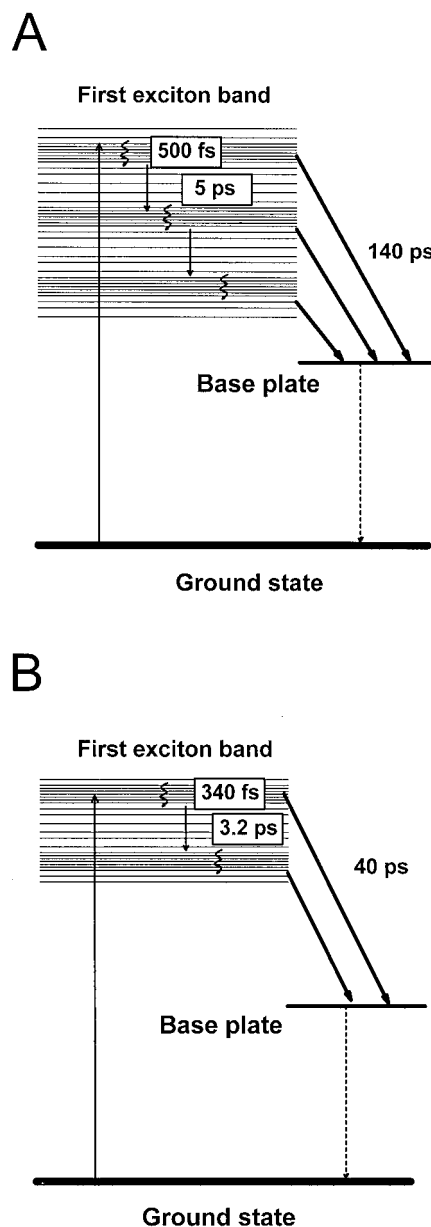 A
First exciton band
500 fs
5 ps
140 ps
Base plate
Ground state
B
First exciton band
340 fs
3.2 ps
40 ps
Base plate
Ground state